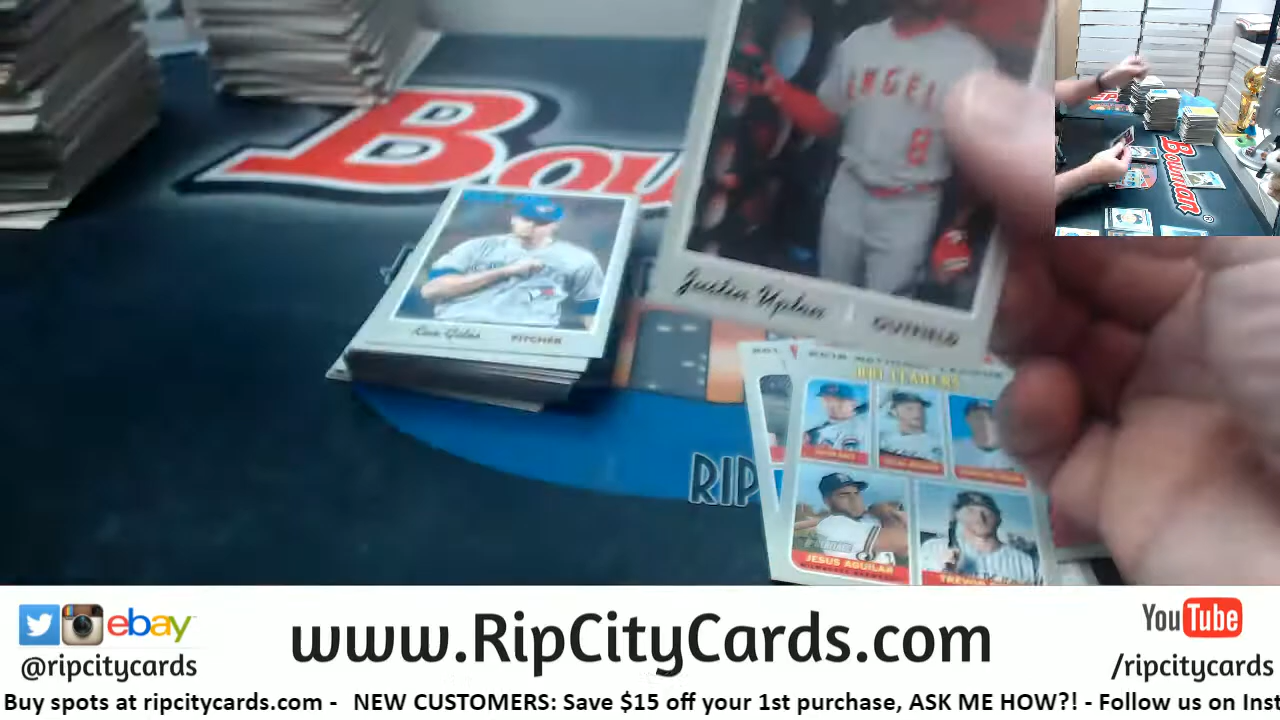 ANGEL
8
Justin Upton OUTFIELD
Ken Giles PITCHER
RBI LEADERS
JESUS AGUILAR
RIP
Bowman
ebay
www.RipCityCards.com
YouTube
@ripcitycards
/ripcitycards
Buy spots at ripcitycards.com - NEW CUSTOMERS: Save $15 off your 1st purchase, ASK ME HOW?! - Follow us on Inst